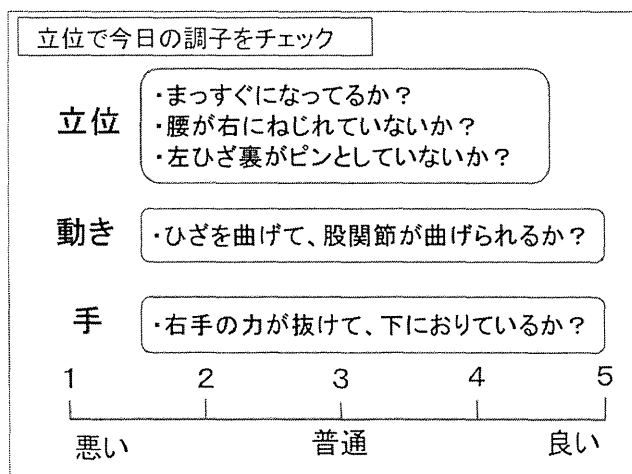 立位で今日の調子をチェック
立位
・まっすぐになってるか？
・腰が右にねじれていないか？
・左ひざ裏がピンとしていないか？
動き
・ひざを曲げて、股関節が曲げられるか？
手
・右手の力が抜けて、下におりているか？
1 2 3 4 5
悪い 普通 良い